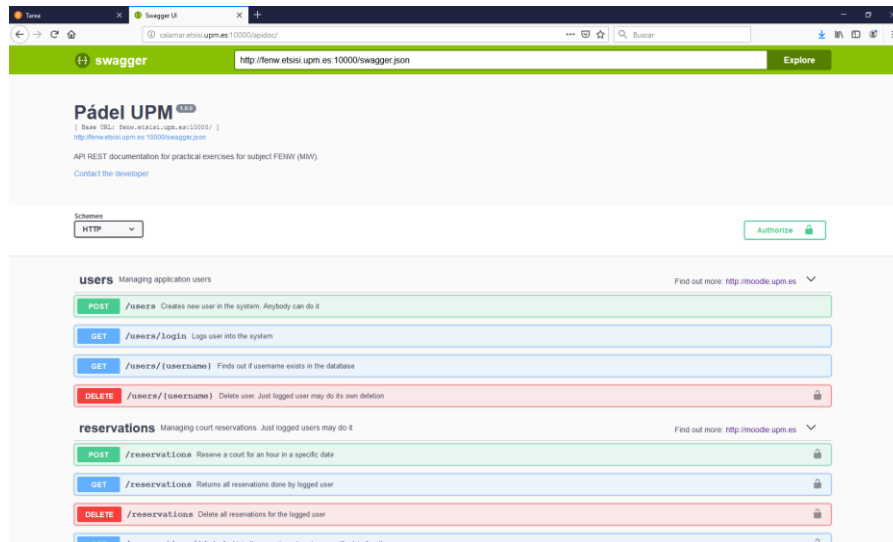 Tarea
Swagger UI
calamar.etsisi.upm.es:10000/apidoc/
Buscar
swagger
http://fenw.etsisi.upm.es:10000/swagger.json
Explore
Pádel UPM 1.0.0
[ Base URL: fenw.etsisi.upm.es:10000/ ]
http://fenw.etsisi.upm.es:10000/swagger.json
API REST documentation for practical exercises for subject FENW (MIW).
Contact the developer
Schemes
HTTP
Authorize
users Managing application users
Find out more: http://moodle.upm.es
POST /users Creates new user in the system. Anybody can do it
GET /users/login Logs user into the system
GET /users/{username} Finds out if username exists in the database
DELETE /users/{username} Delete user. Just logged user may do its own deletion
reservations Managing court reservations. Just logged users may do it
Find out more: http://moodle.upm.es
POST /reservations Reserve a court for an hour in a specific date
GET /reservations Returns all reservations done by logged user
DELETE /reservations Delete all reservations for the logged user